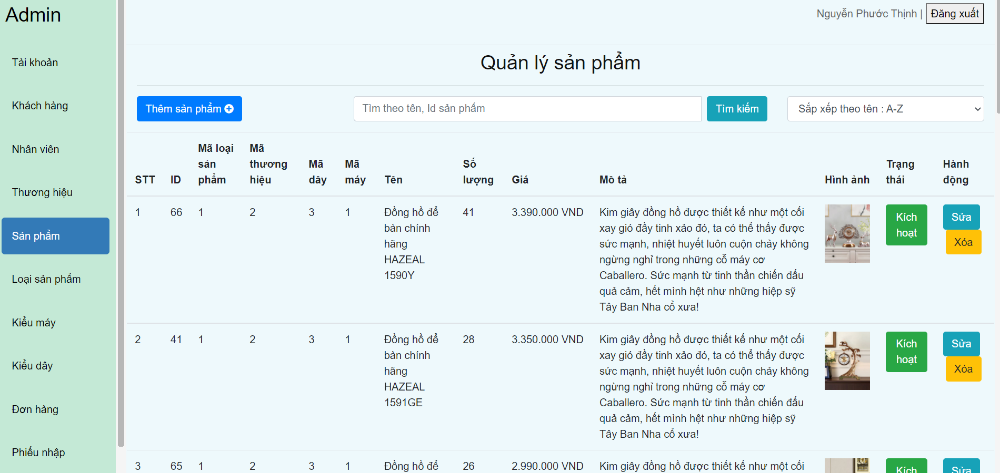 Admin
Nguyễn Phước Thịnh | Đăng xuất
Tài khoản
Khách hàng
Nhân viên
Thương hiệu
Sản phẩm
Loại sản phẩm
Kiểu máy
Kiểu dây
Đơn hàng
Phiếu nhập
Quản lý sản phẩm
Thêm sản phẩm
Tìm theo tên, Id sản phẩm
Tìm kiếm
Sắp xếp theo tên : A-Z
STT
ID
Mã loại
sản
phẩm
Mã
thương
hiệu
Mã
dây
Mã
máy
Tên
Số
lượng
Giá
Mô tả
Hình ảnh
Trạng
thái
Hành
động
1
66
1
2
3
1
Đồng hồ để
bàn chính
hãng
HAZEAL
1590Y
41
3.390.000 VND
Kim giây đồng hồ được thiết kế như một cối
xay gió đầy tinh xảo đó, ta có thể thấy được
sức mạnh, nhiệt huyết luôn cuộn chảy không
ngừng nghỉ trong những cỗ máy cơ
Caballero. Sức mạnh từ tinh thần chiến đấu
quả cảm, hết mình hệt như những hiệp sỹ
Tây Ban Nha cổ xưa!
Kích
hoạt
Sửa
Xóa
2
41
1
2
3
1
Đồng hồ để
bàn chính
hãng
HAZEAL
1591GE
28
3.350.000 VND
Kim giây đồng hồ được thiết kế như một cối
xay gió đầy tinh xảo đó, ta có thể thấy được
sức mạnh, nhiệt huyết luôn cuộn chảy không
ngừng nghỉ trong những cỗ máy cơ
Caballero. Sức mạnh từ tinh thần chiến đấu
quả cảm, hết mình hệt như những hiệp sỹ
Tây Ban Nha cổ xưa!
Kích
hoạt
Sửa
Xóa
3
65
1
2
3
1
Đồng hồ để
26
2.990.000 VND
Kim giây đồng hồ được thiết kế như một cối
Kích
Sửa